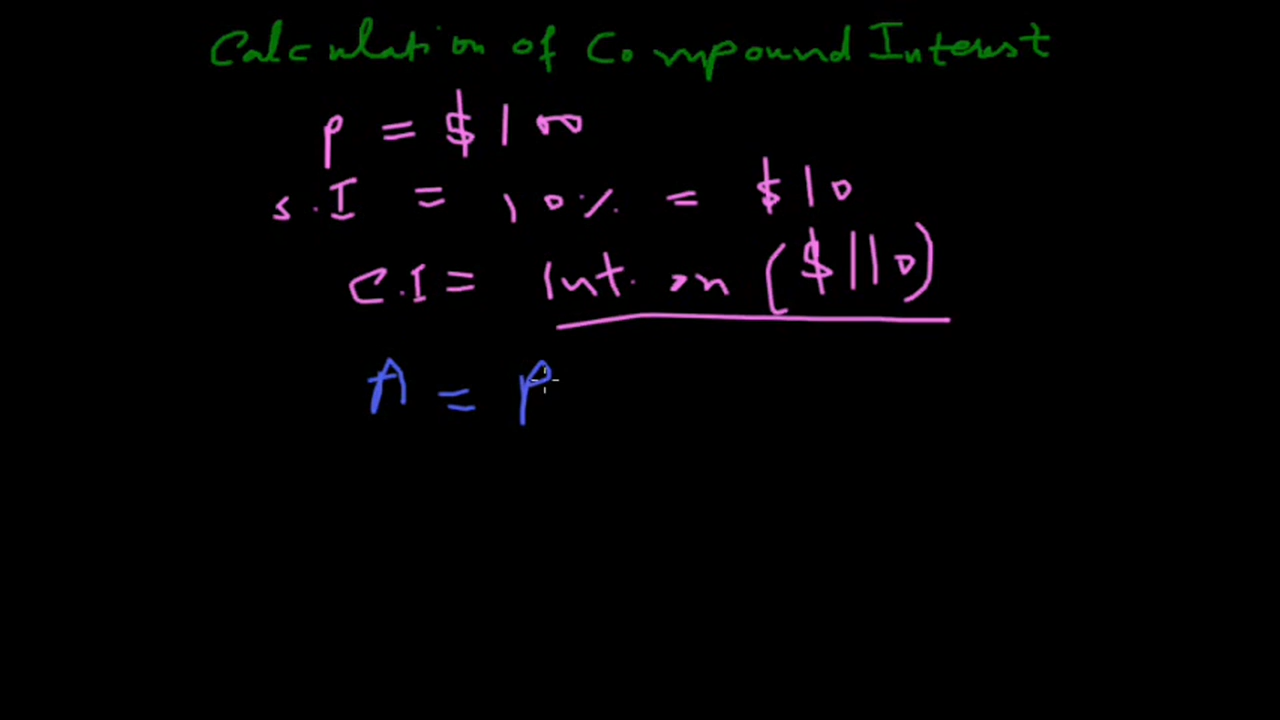 Calculation of Compound Interest
P = $100
S.I = 10% = $10
C.I = Int. on ($110)
A = P